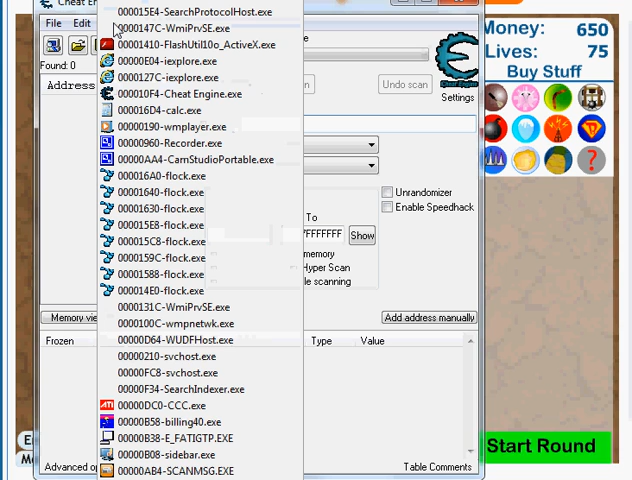 Cheat En
File Edit
Found: 0
Address
000015E4-SearchProtocolHost.exe
0000147C-WmiPrvSE.exe
00001410-FlashUtil10o_ActiveX.exe
00000E04-iexplore.exe
0000127C-iexplore.exe
000010F4-Cheat Engine.exe
000016D4-calc.exe
00000190-wmplayer.exe
00000960-Recorder.exe
00000AA4-CamStudioPortable.exe
000016A0-flock.exe
00001640-flock.exe
00001630-flock.exe
000015E8-flock.exe
000015C8-flock.exe
0000159C-flock.exe
00001588-flock.exe
000014E0-flock.exe
0000131C-WmiPrvSE.exe
0000100C-wmpnetwk.exe
00000D64-WUDFHost.exe
00000210-svchost.exe
00000FC8-svchost.exe
00000F34-SearchIndexer.exe
00000DC0-CCC.exe
00000B58-billing40.exe
00000B38-E_FATIGTP.EXE
00000B08-sidebar.exe
00000AB4-SCANMSG.EXE
Undo scan
Settings
Unrandomizer
Enable Speedhack
To
7FFFFFFF Show
memory
Hyper Scan
le scanning
Memory vie
Add address manually
Frozen Type Value
Advanced op
Table Comments
Money: 650
Lives: 75
Buy Stuff
Start Round